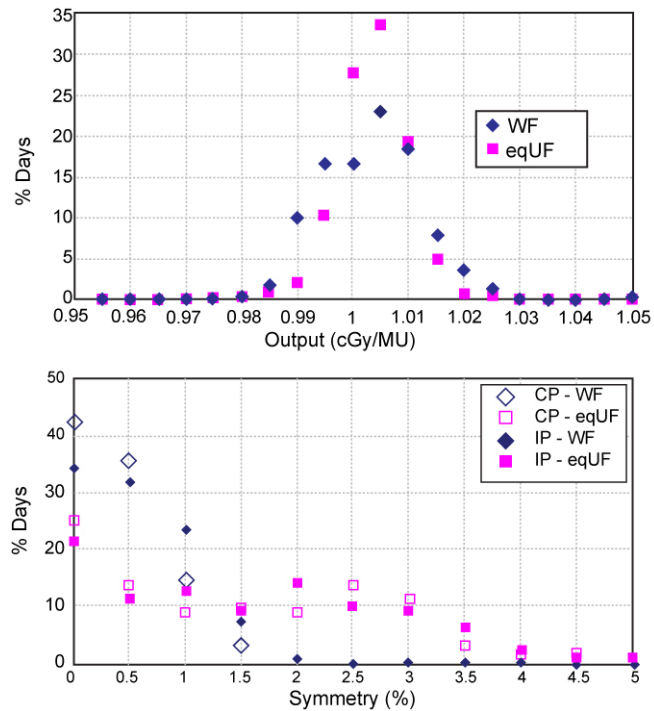 35
30
25
20
15
10
5
0
% Days
WF
eqUF
0.95 0.96 0.97 0.98 0.99 1 1.01 1.02 1.03 1.04 1.05
Output (cGy/MU)
50
40
30
20
10
0
% Days
CP - WF
CP - eqUF
IP - WF
IP - eqUF
0 0.5 1 1.5 2 2.5 3 3.5 4 4.5 5
Symmetry (%)